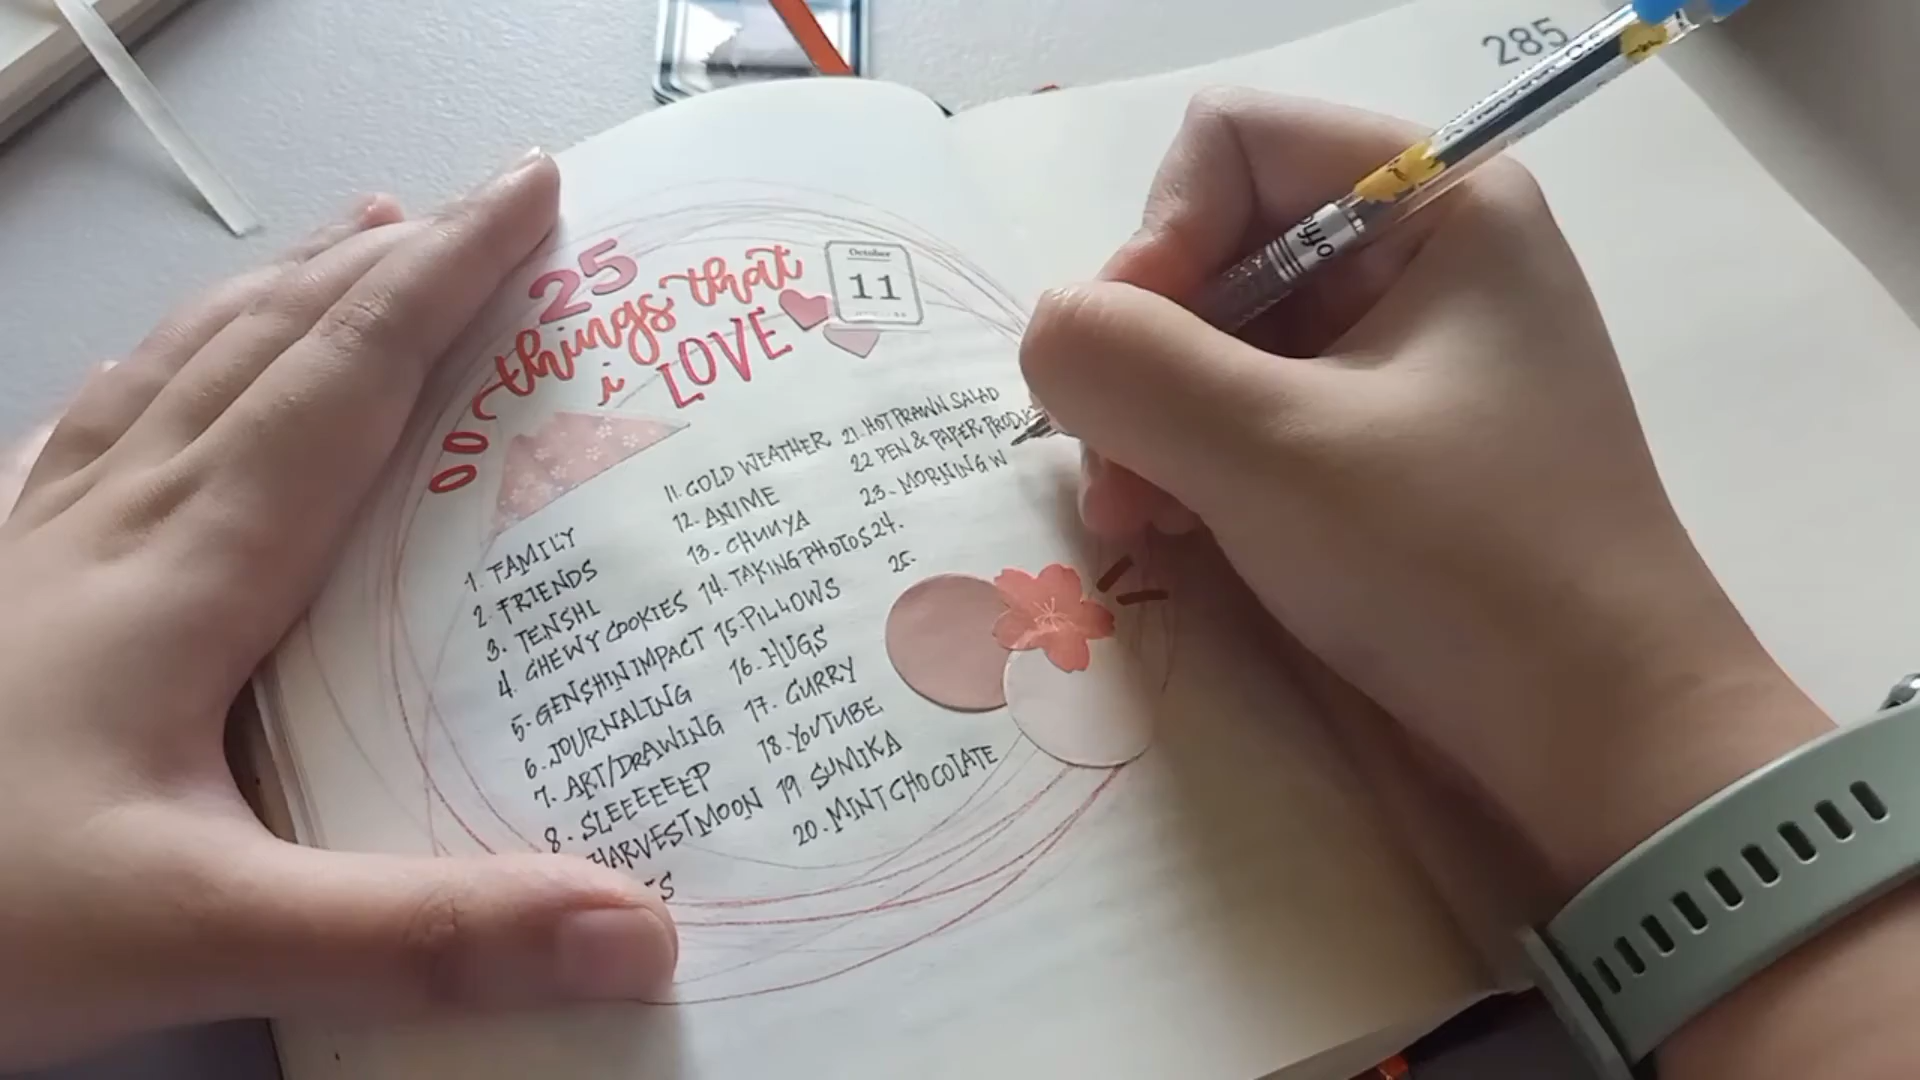 285
25
things that
i LOVE
October
11
1. FAMILY
2. FRIENDS
3. TENSHI
4. CHEWY COOKIES
5. GENSHIN IMPACT
6. JOURNALING
7. ART/DRAWING
8. SLEEEEEEP
HARVEST MOON
11. COLD WEATHER
12. ANIME
13. CHUUYA
14. TAKING PHOTOS
15. PILLOWS
16. HUGS
17. CURRY
18. YOUTUBE
19 SUMIKA
20. MINT CHOCOLATE
21. HOT PRAWN SALAD
22 PEN & PAPER PRODUC
23. MORNING W
24.
25.